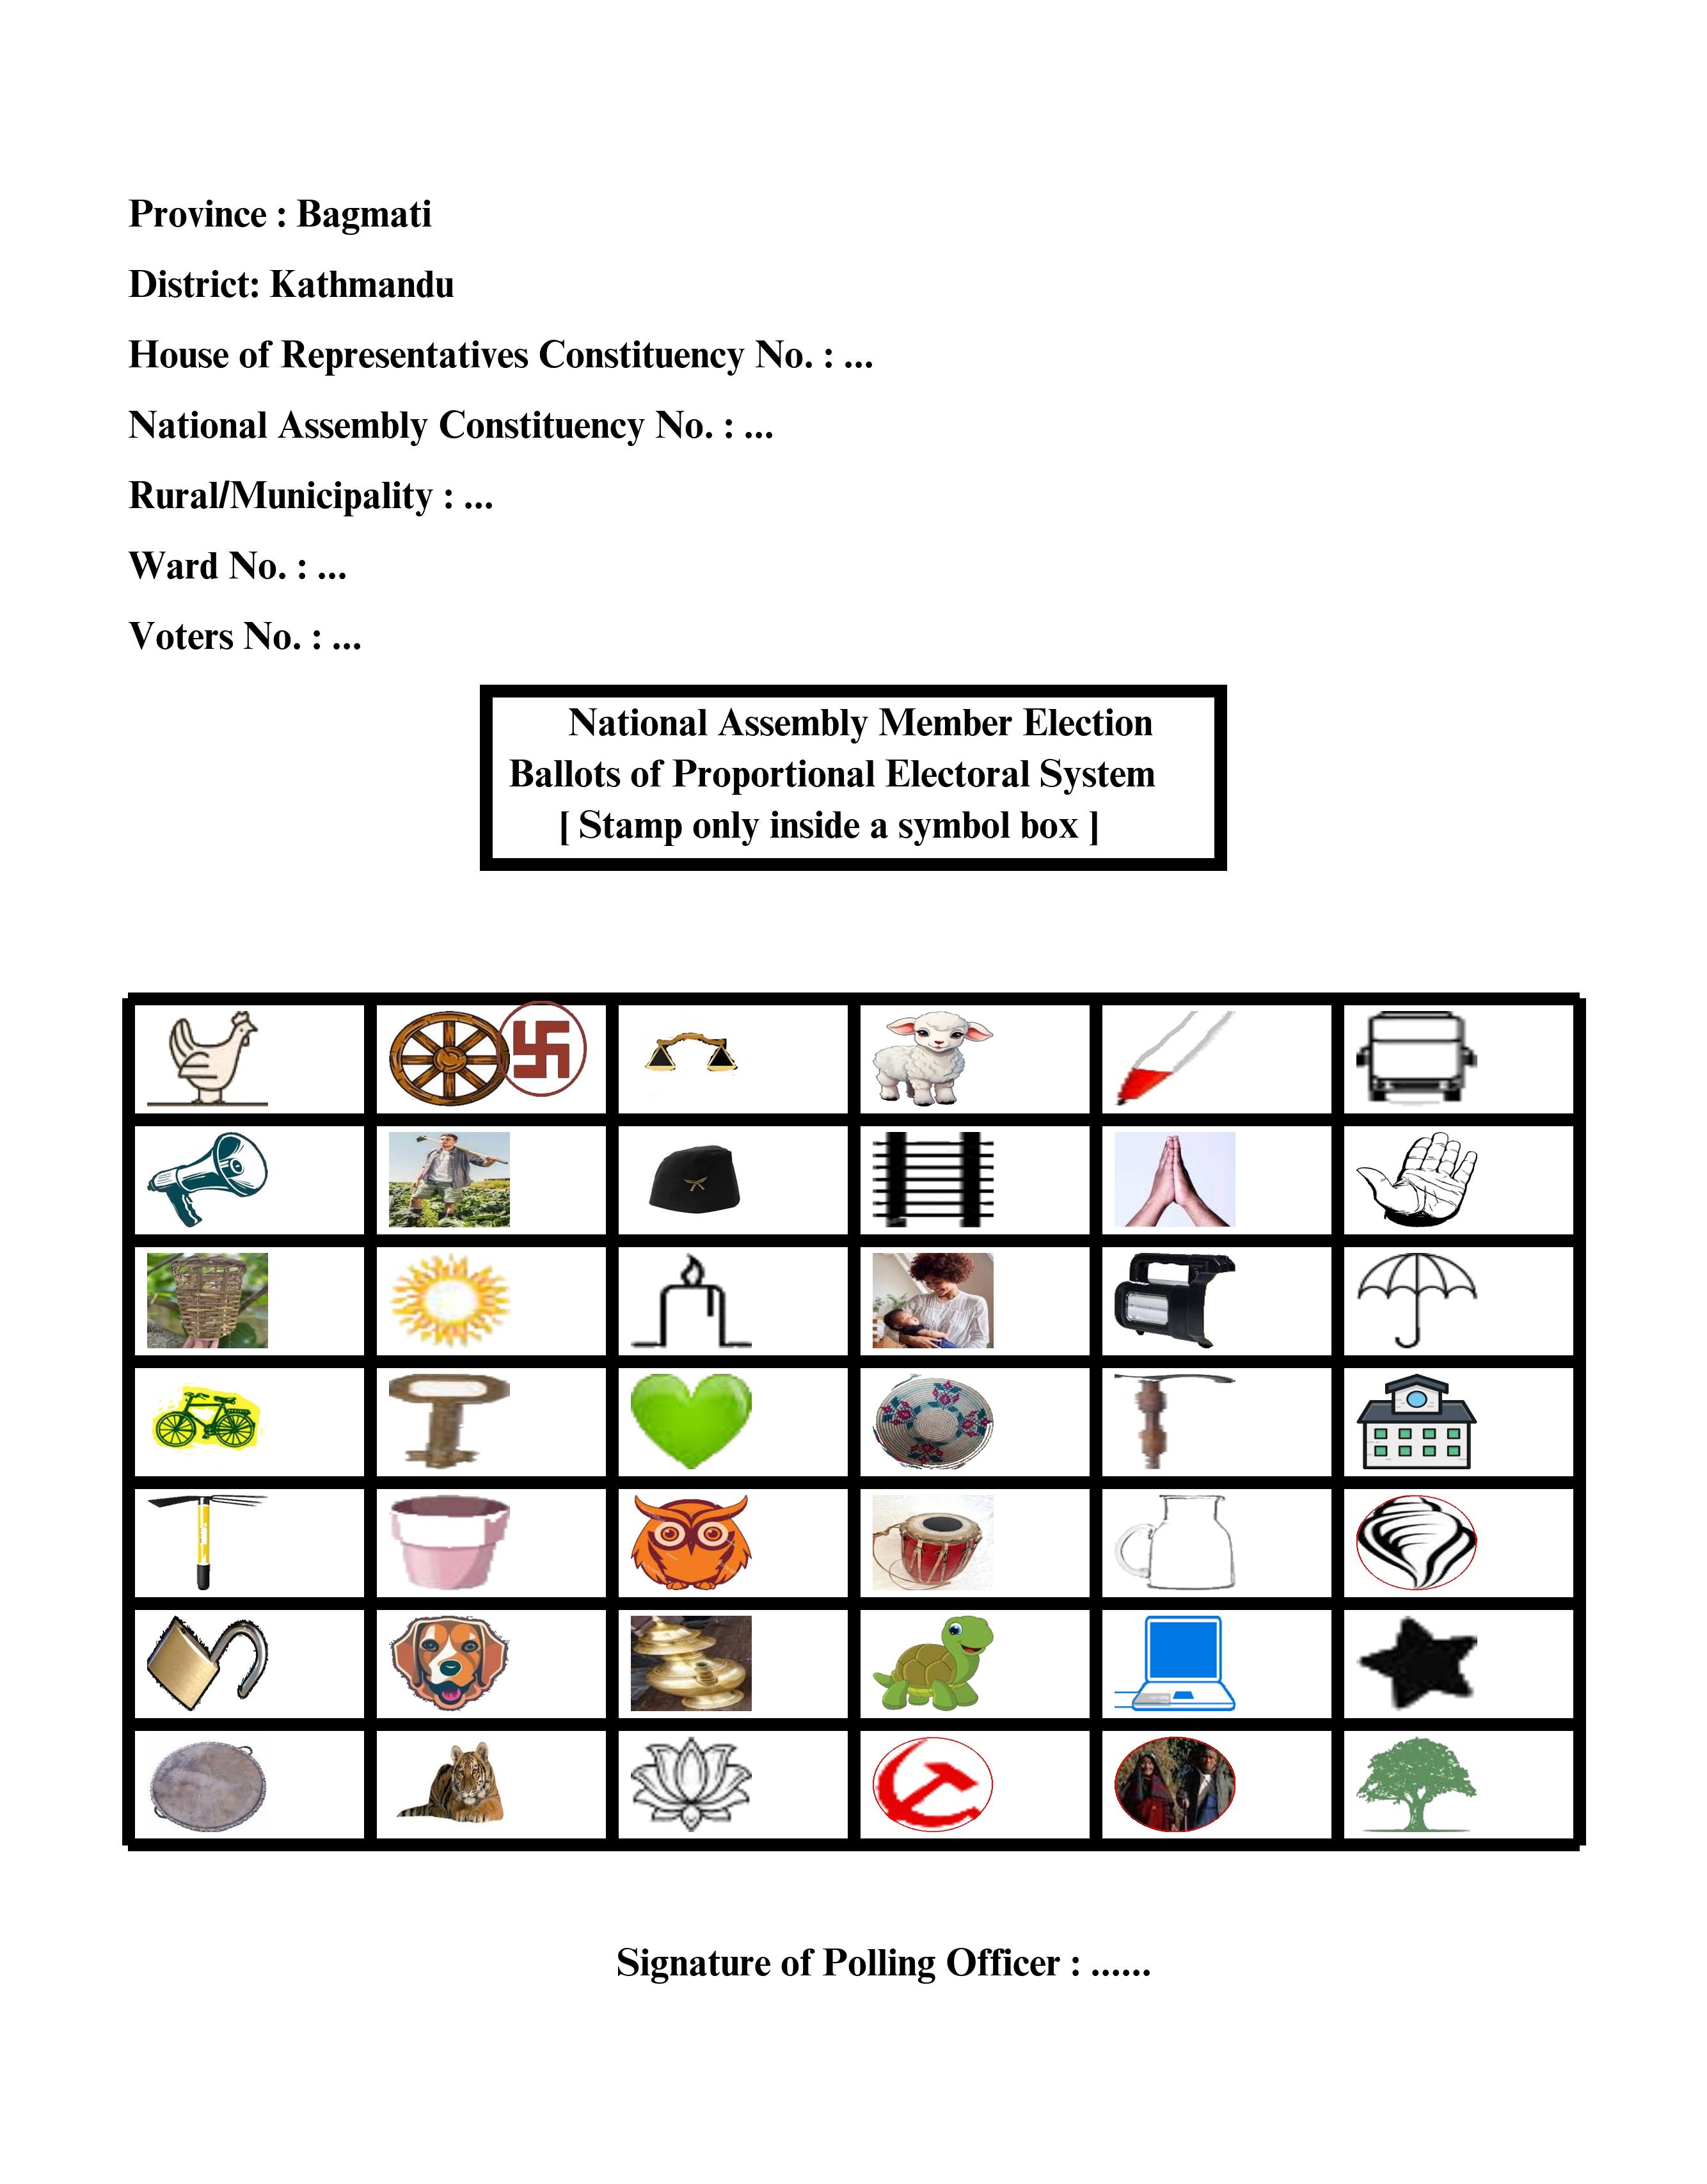 Province : Bagmati
District: Kathmandu
House of Representatives Constituency No. : ...
National Assembly Constituency No. : ...
Rural/Municipality : ...
Ward No. : ...
Voters No. : ...
National Assembly Member Election
Ballots of Proportional Electoral System
[ Stamp only inside a symbol box ]
Signature of Polling Officer : ......